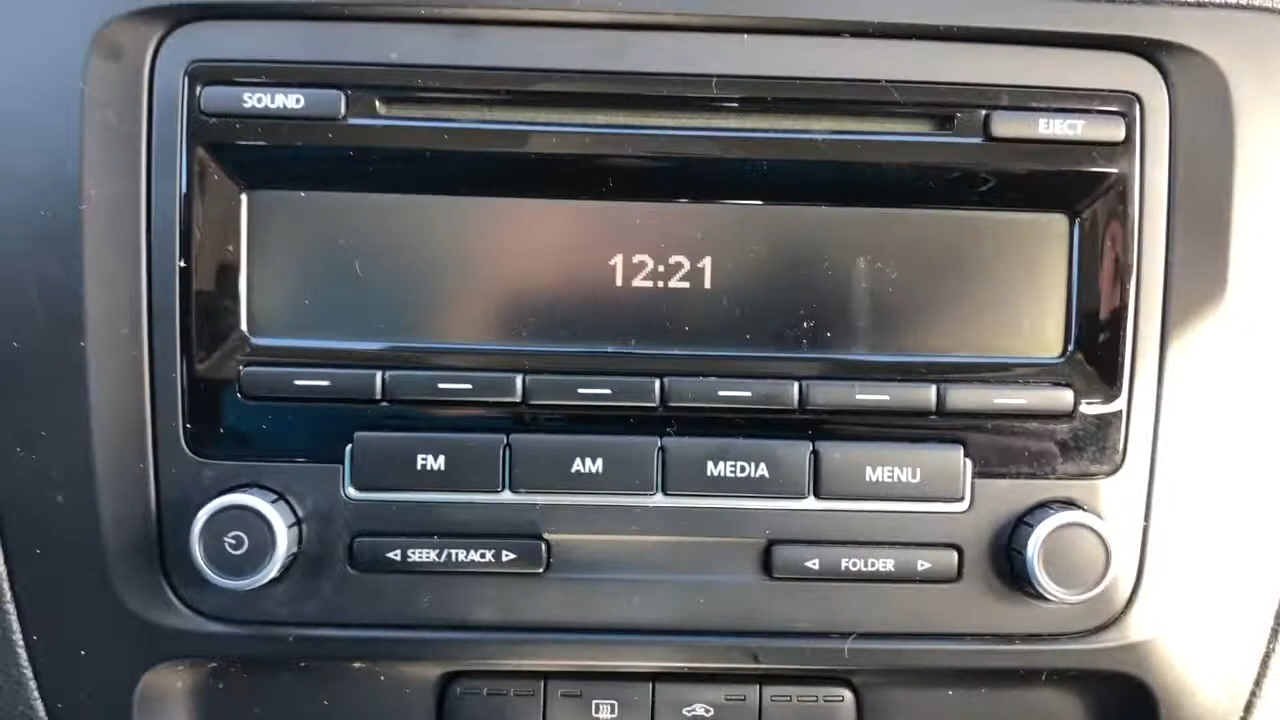 SOUND
EJECT
12:21
FM
AM
MEDIA
MENU
SEEK/TRACK
FOLDER